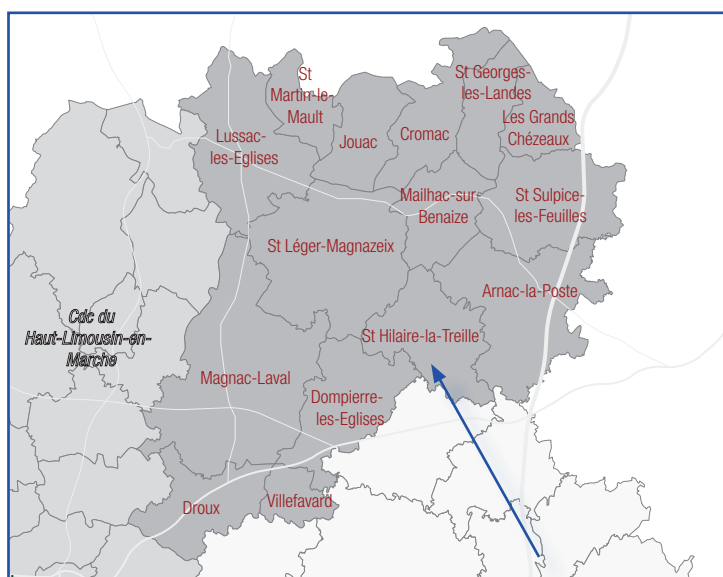 St
Martin-le-
Mault
St Georges-
les-Landes
Les Grands
Chézeaux
Lussac-
les-Eglises
Jouac
Cromac
Mailhac-sur-
Benaize
St Sulpice-
les-Feuilles
St Léger-Magnazeix
Arnac-la-Poste
Cdc du
Haut-Limousin-en-
Marche
St Hilaire-la-Treille
Magnac-Laval
Dompierre-
les-Eglises
Droux
Villefavard